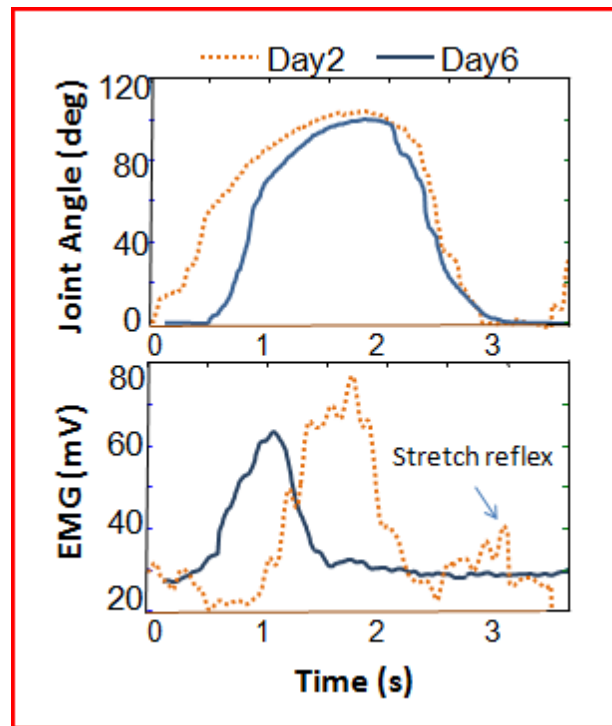 Day2 Day6
Joint Angle (deg)
120
80
40
0
0 1 2 3
EMG (mV)
80
60
40
20
Stretch reflex
0 1 2 3
Time (s)